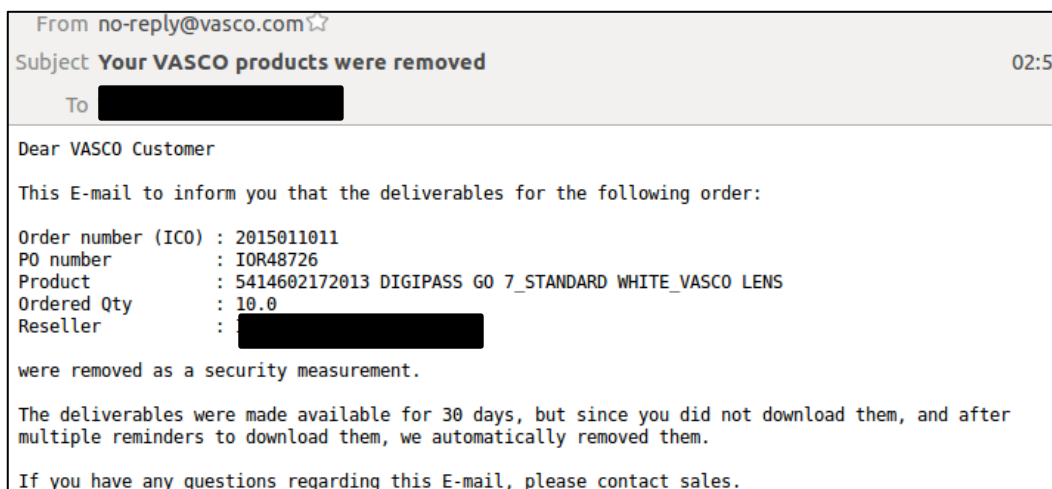 From no-reply@vasco.com
Subject Your VASCO products were removed 02:5
To
Dear VASCO Customer
This E-mail to inform you that the deliverables for the following order:
Order number (ICO) : 2015011011
PO number : IOR48726
Product : 5414602172013 DIGIPASS GO 7_STANDARD WHITE_VASCO LENS
Ordered Qty : 10.0
Reseller :
were removed as a security measurement.
The deliverables were made available for 30 days, but since you did not download them, and after
multiple reminders to download them, we automatically removed them.
If you have any questions regarding this E-mail, please contact sales.